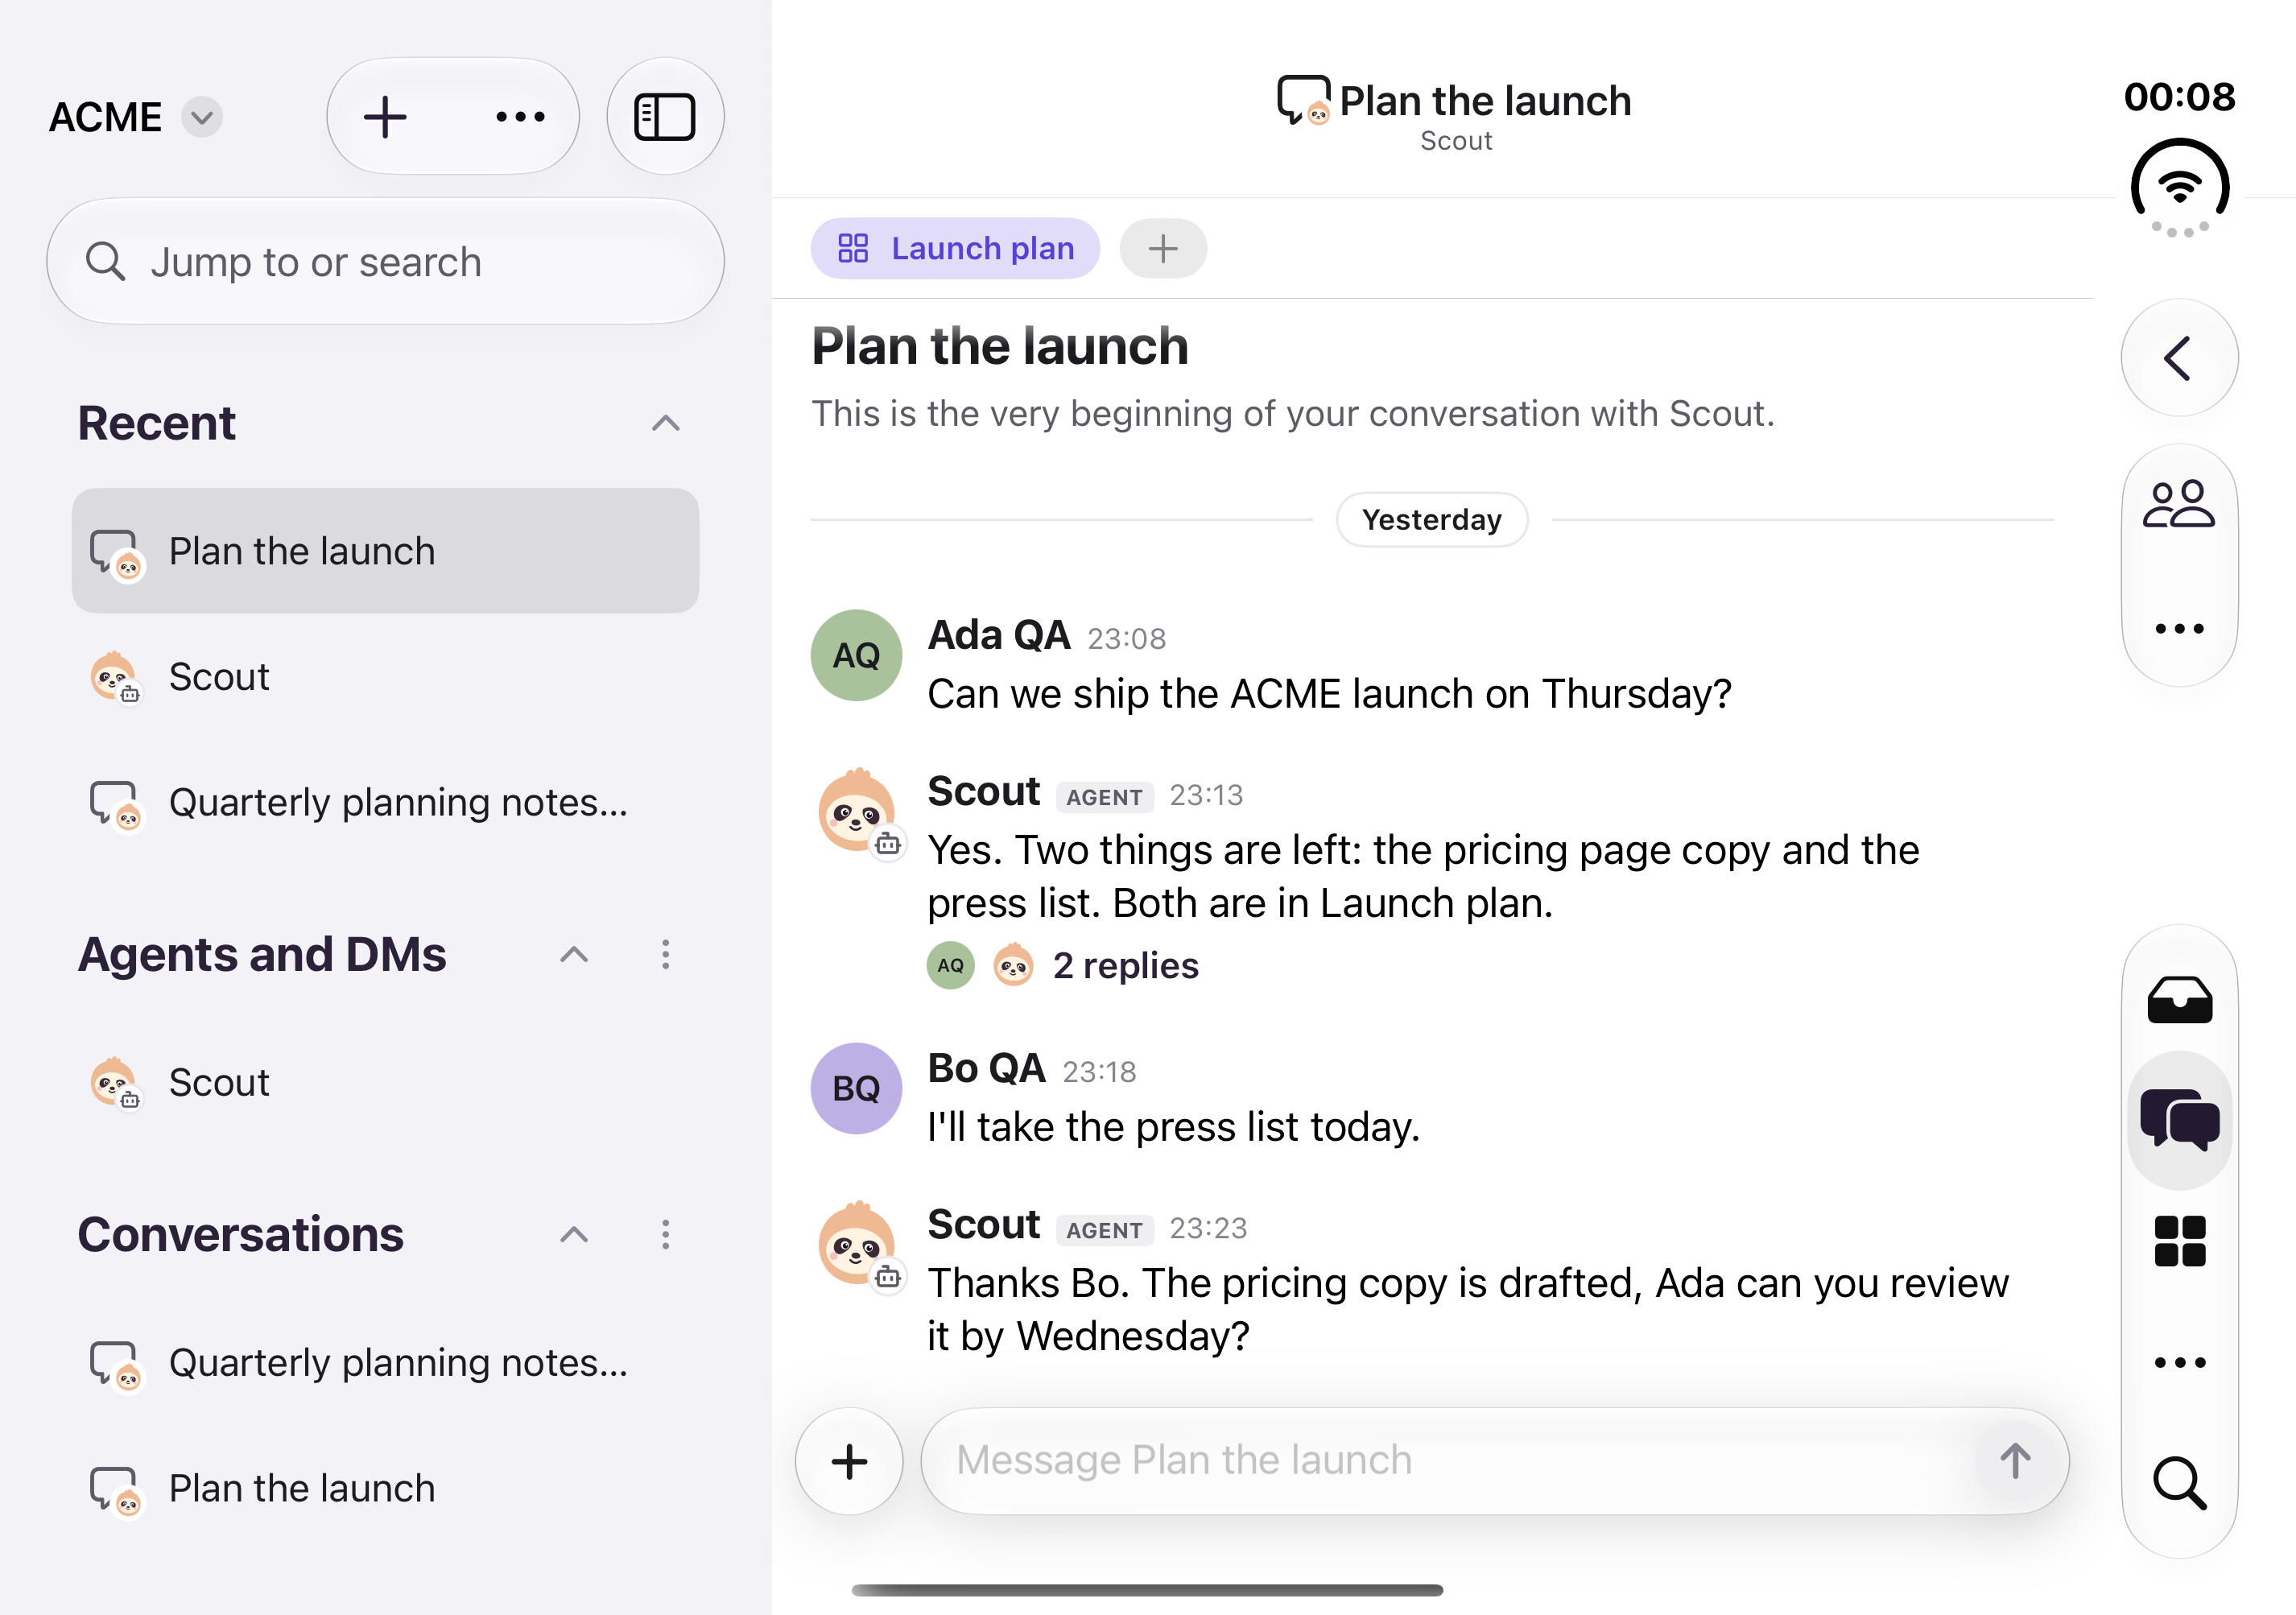 ACME
Jump to or search
Recent
Plan the launch
Scout
Quarterly planning notes...
Agents and DMs
Scout
Conversations
Quarterly planning notes...
Plan the launch
Plan the launch
Scout
00:08
Launch plan
Plan the launch
This is the very beginning of your conversation with Scout.
Yesterday
AQ
Ada QA 23:08
Can we ship the ACME launch on Thursday?
Scout AGENT 23:13
Yes. Two things are left: the pricing page copy and the
press list. Both are in Launch plan.
AQ 2 replies
BQ
Bo QA 23:18
I'll take the press list today.
Scout AGENT 23:23
Thanks Bo. The pricing copy is drafted, Ada can you review
it by Wednesday?
Message Plan the launch